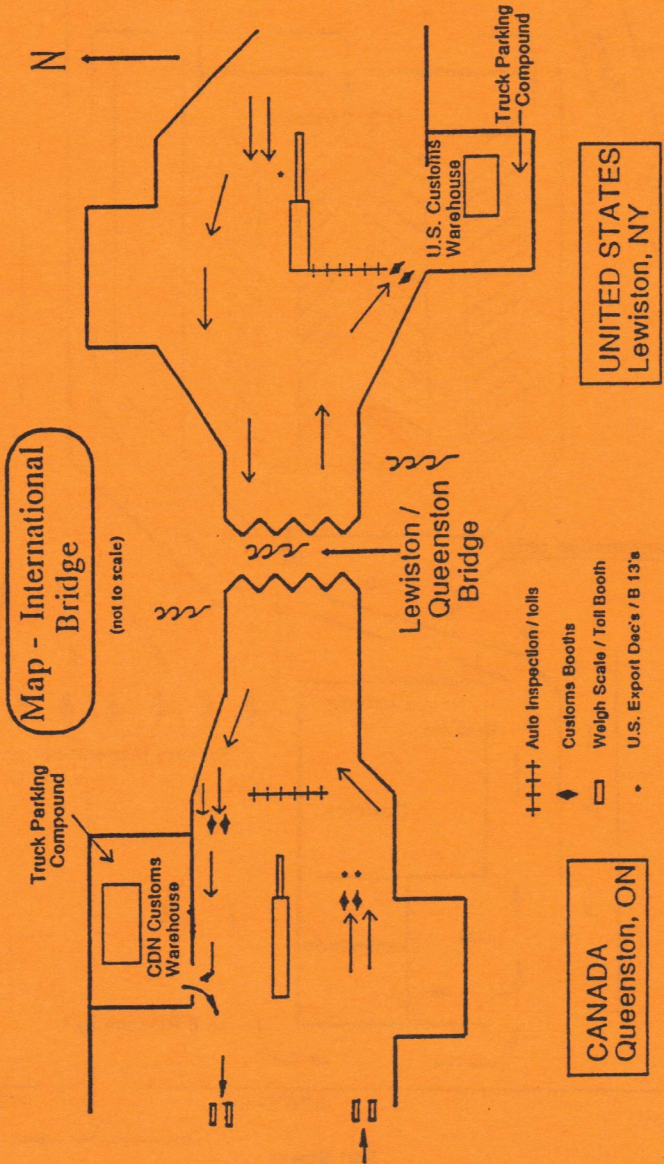 Map - International
Bridge
(not to scale)
N
Truck Parking
Compound
CDN Customs
Warehouse
Lewiston /
Queenston
Bridge
U.S. Customs
Warehouse
Truck Parking
Compound
CANADA
Queenston, ON
Auto Inspection / tolls
Customs Booths
Weigh Scale / Toll Booth
U.S. Export Dec's / B 13's
UNITED STATES
Lewiston, NY